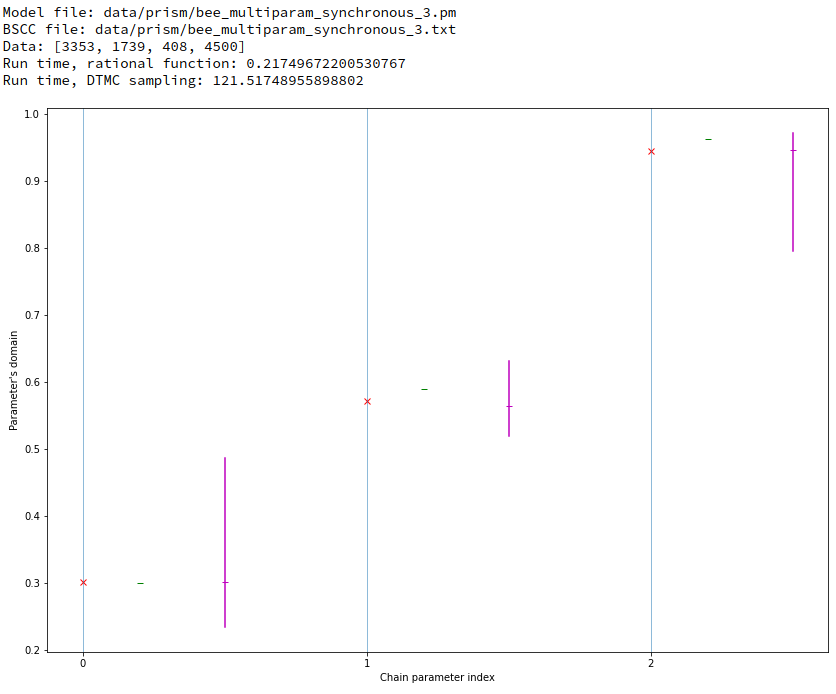 Model file: data/prism/bee_multiparam_synchronous_3.pm
BSCC file: data/prism/bee_multiparam_synchronous_3.txt
Data: [3353, 1739, 408, 4500]
Run time, rational function: 0.21749672200530767
Run time, DTMC sampling: 121.51748955898802
1.0
0.9
0.8
0.7
0.6
0.5
0.4
0.3
0.2
Parameter's domain
0 1 2
Chain parameter index